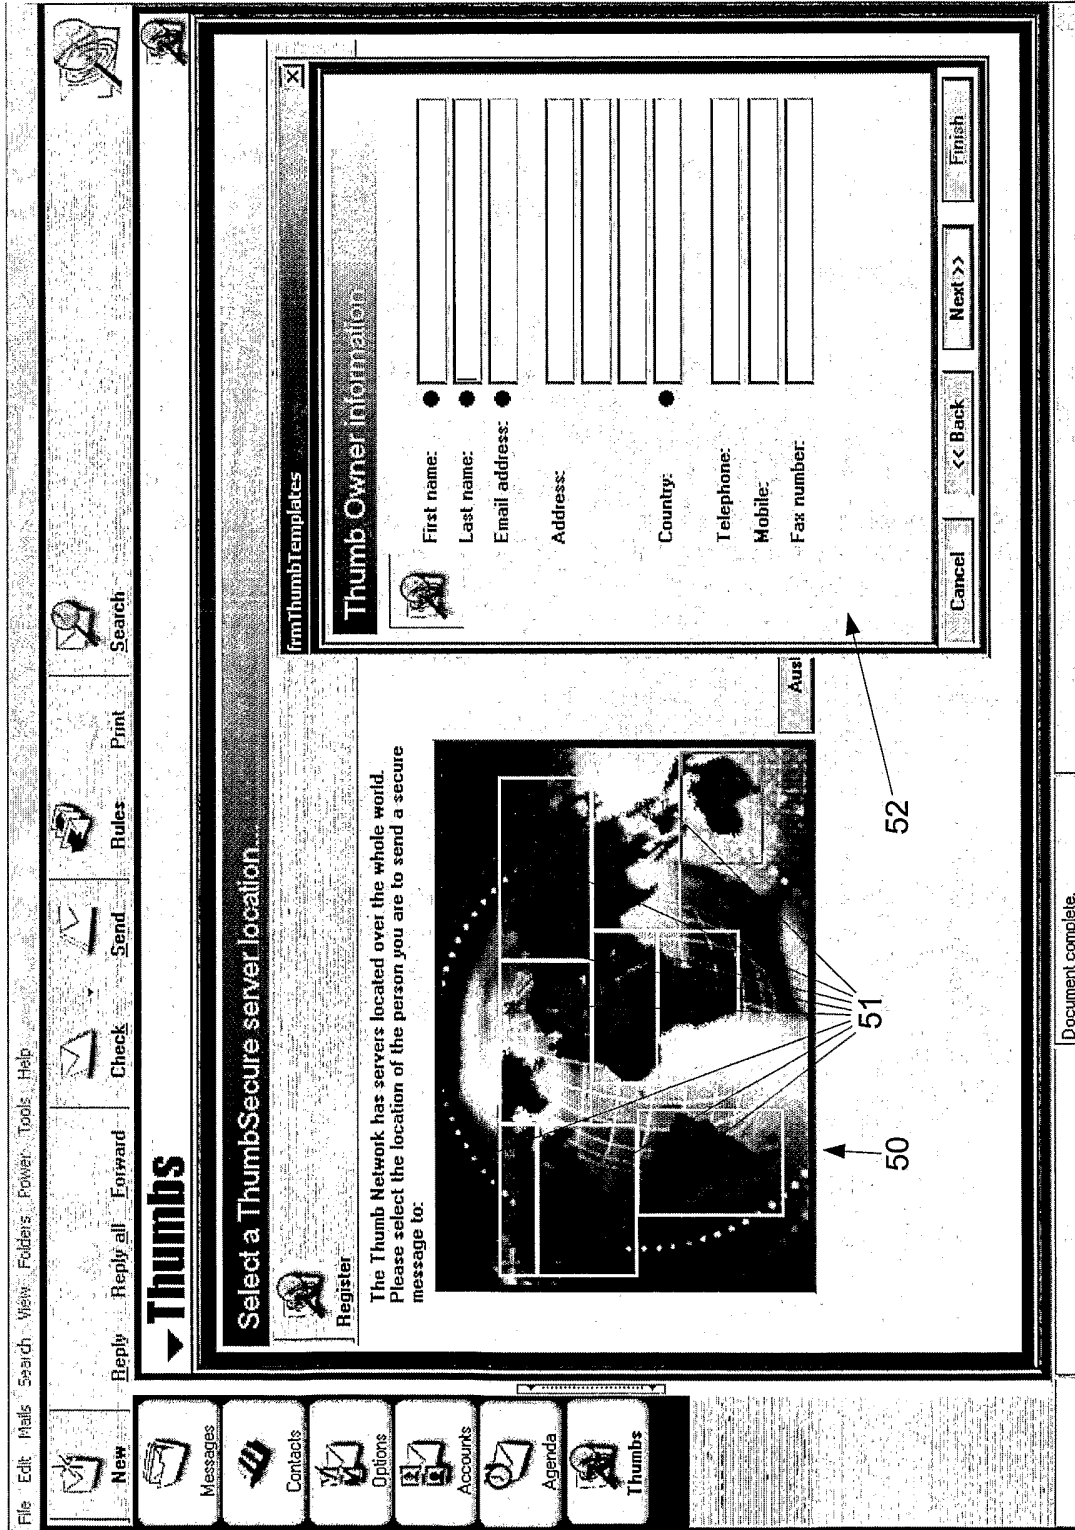 File Edit Mails Search View Folders Power Tools Help
New Reply Reply all Forward Check Send Rules Print Search
Thumbs
Messages
Contacts
Options
Accounts
Agenda
Thumbs
Select a ThumbSecure server location...
Register
The Thumb Network has servers located over the whole world.
Please select the location of the person you are to send a secure
message to:
Aust
frmThumbTemplates
Thumb Owner information
First name:
Last name:
Email address:
Address:
Country:
Telephone:
Mobile:
Fax number:
Cancel << Back Next >> Finish
50
51
52
Document complete.